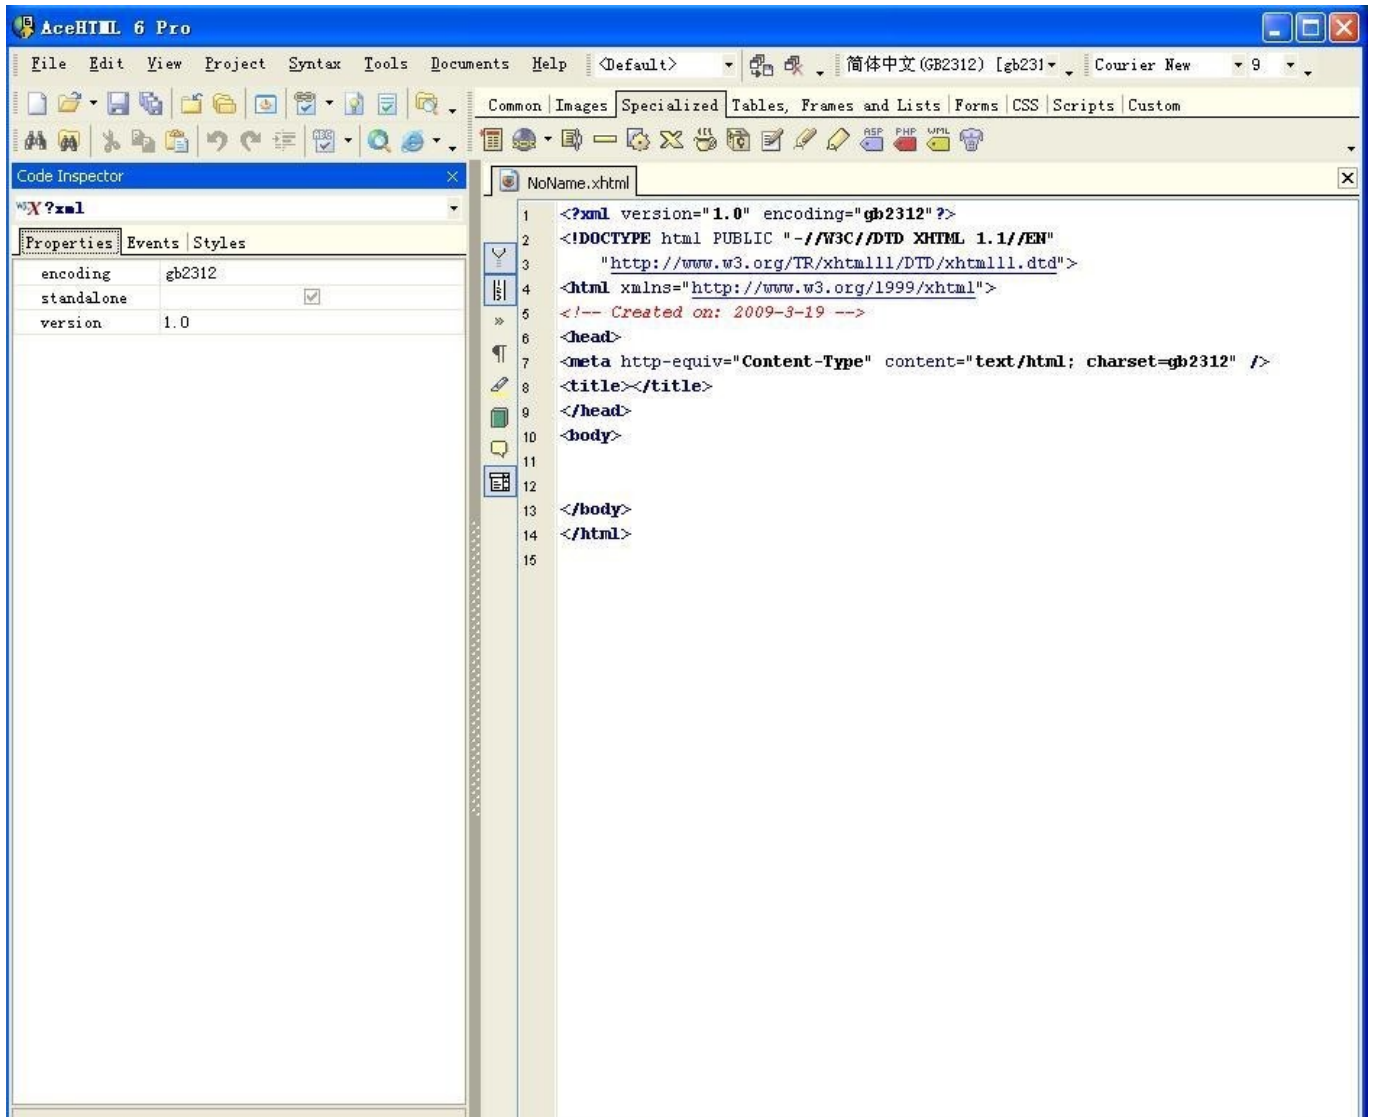 AceHTML 6 Pro
File Edit View Project Syntax Tools Documents Help <Default> 简体中文(GB2312) [gb231 Courier New 9
Common Images Specialized Tables, Frames and Lists Forms CSS Scripts Custom
ASP PHP WML
Code Inspector
NoName.xhtml
?xml
Properties Events Styles
encoding gb2312
standalone
version 1.0
1 <?xml version="1.0" encoding="gb2312"?>
2 <!DOCTYPE html PUBLIC "-//W3C//DTD XHTML 1.1//EN"
3 "http://www.w3.org/TR/xhtml11/DTD/xhtml11.dtd">
4 <html xmlns="http://www.w3.org/1999/xhtml">
5 <!-- Created on: 2009-3-19 -->
6 <head>
7 <meta http-equiv="Content-Type" content="text/html; charset=gb2312" />
8 <title></title>
9 </head>
10 <body>
11
12
13 </body>
14 </html>
15